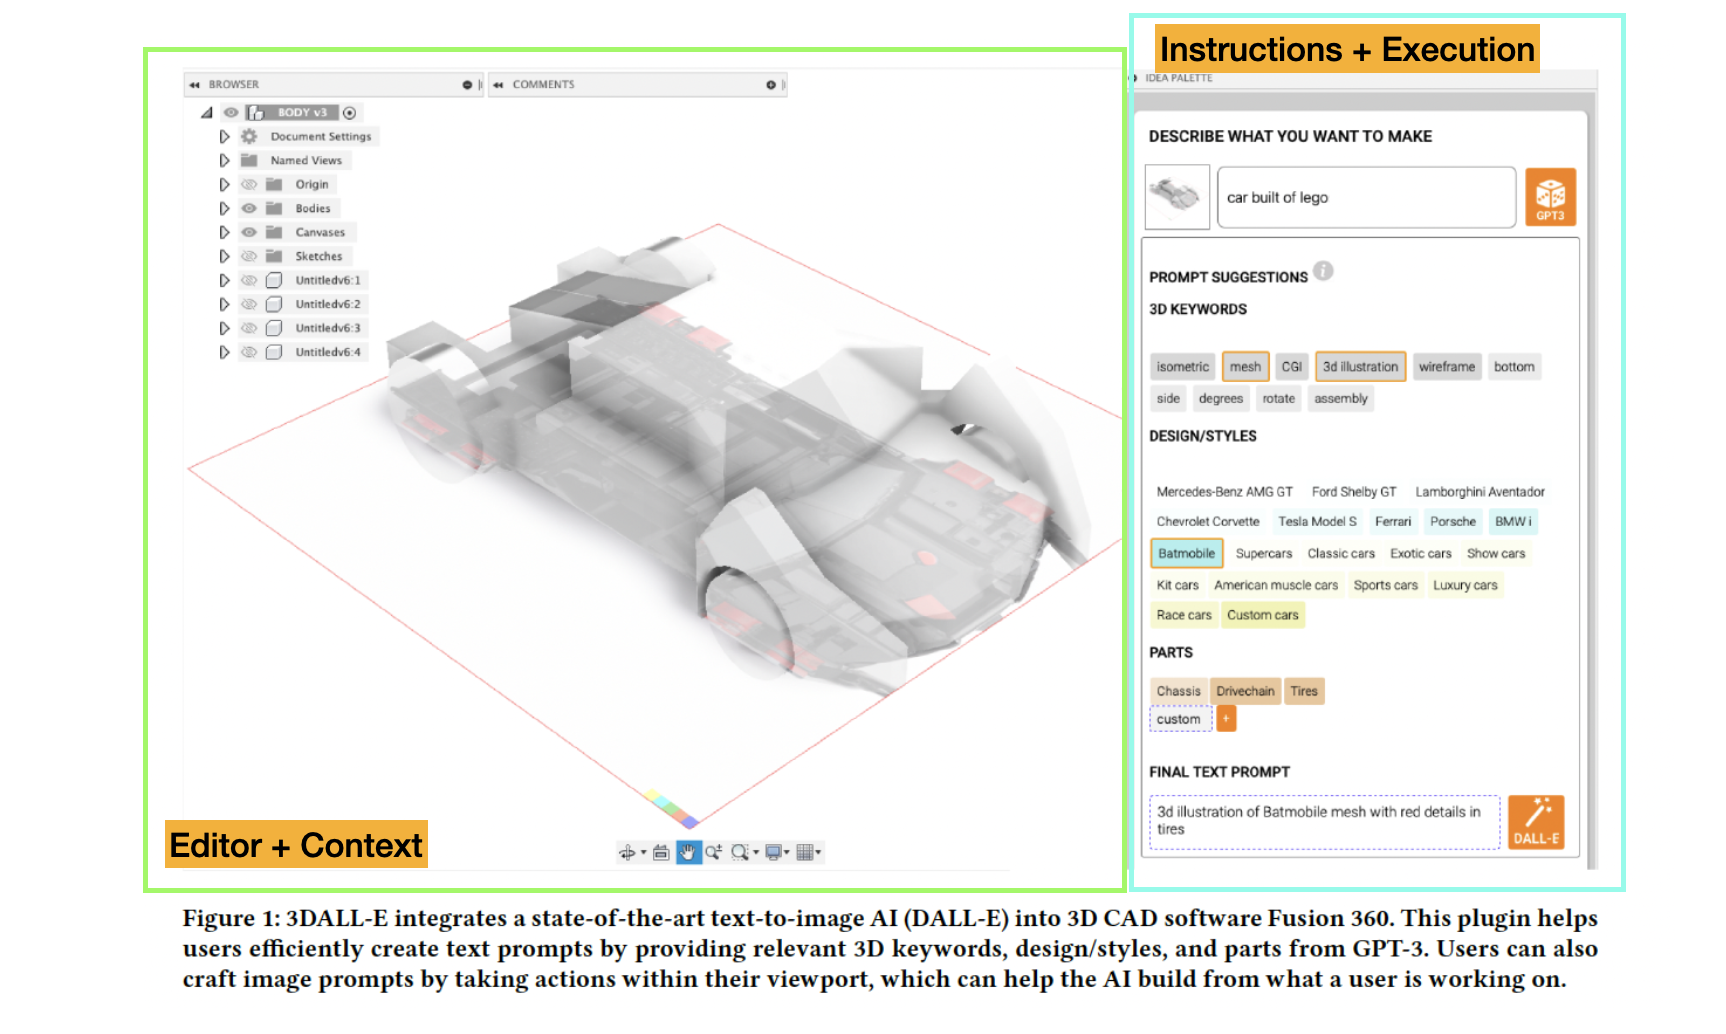 Instructions + Execution
BROWSER
COMMENTS
IDEA PALETTE
BODY v3
Document Settings
Named Views
Origin
Bodies
Canvases
Sketches
Untitledv6:1
Untitledv6:2
Untitledv6:3
Untitledv6:4
DESCRIBE WHAT YOU WANT TO MAKE
car built of lego
GPT3
PROMPT SUGGESTIONS i
3D KEYWORDS
isometric mesh CGI 3d illustration wireframe bottom
side degrees rotate assembly
DESIGN/STYLES
Mercedes-Benz AMG GT Ford Shelby GT Lamborghini Aventador
Chevrolet Corvette Tesla Model S Ferrari Porsche BMW i
Batmobile Supercars Classic cars Exotic cars Show cars
Kit cars American muscle cars Sports cars Luxury cars
Race cars Custom cars
PARTS
Chassis Drivechain Tires
custom +
FINAL TEXT PROMPT
3d illustration of Batmobile mesh with red details in
tires
DALL-E
Editor + Context
Figure 1: 3DALL-E integrates a state-of-the-art text-to-image AI (DALL-E) into 3D CAD software Fusion 360. This plugin helps
users efficiently create text prompts by providing relevant 3D keywords, design/styles, and parts from GPT-3. Users can also
craft image prompts by taking actions within their viewport, which can help the AI build from what a user is working on.